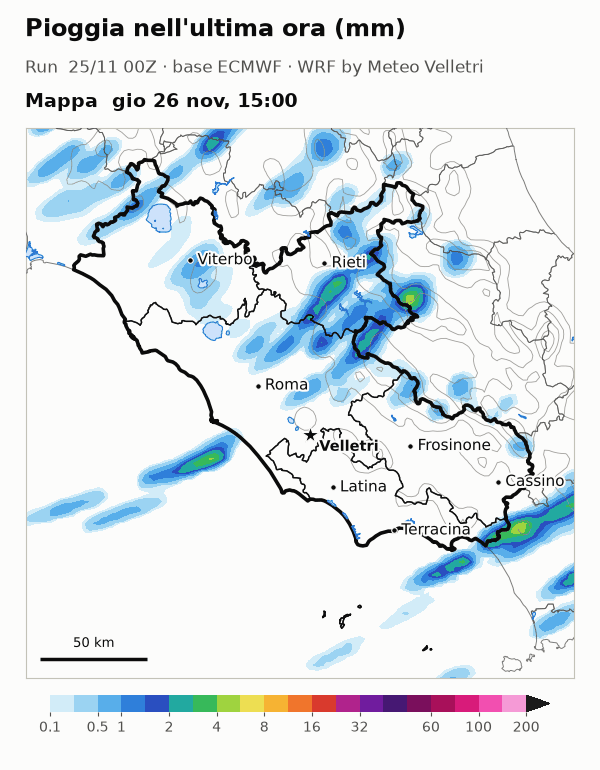 Pioggia nell'ultima ora (mm)
Run 25/11 00Z · base ECMWF · WRF by Meteo Velletri
Mappa gio 26 nov, 15:00
Viterbo
Rieti
Roma
Velletri
Frosinone
Latina
Cassino
Terracina
50 km
0.1 0.5 1 2 4 8 16 32 60 100 200